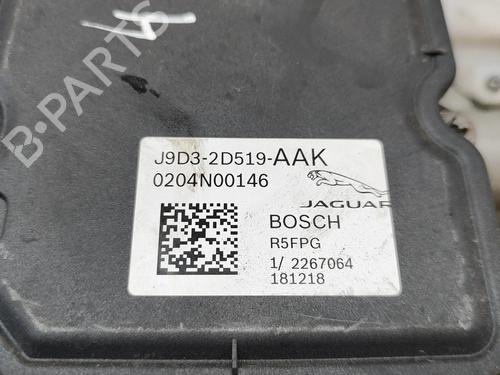 B-PARTS
J9D3-2D519-AAK
0204N00146
JAGUAR
BOSCH
R5FPG
1/ 2267064
181218